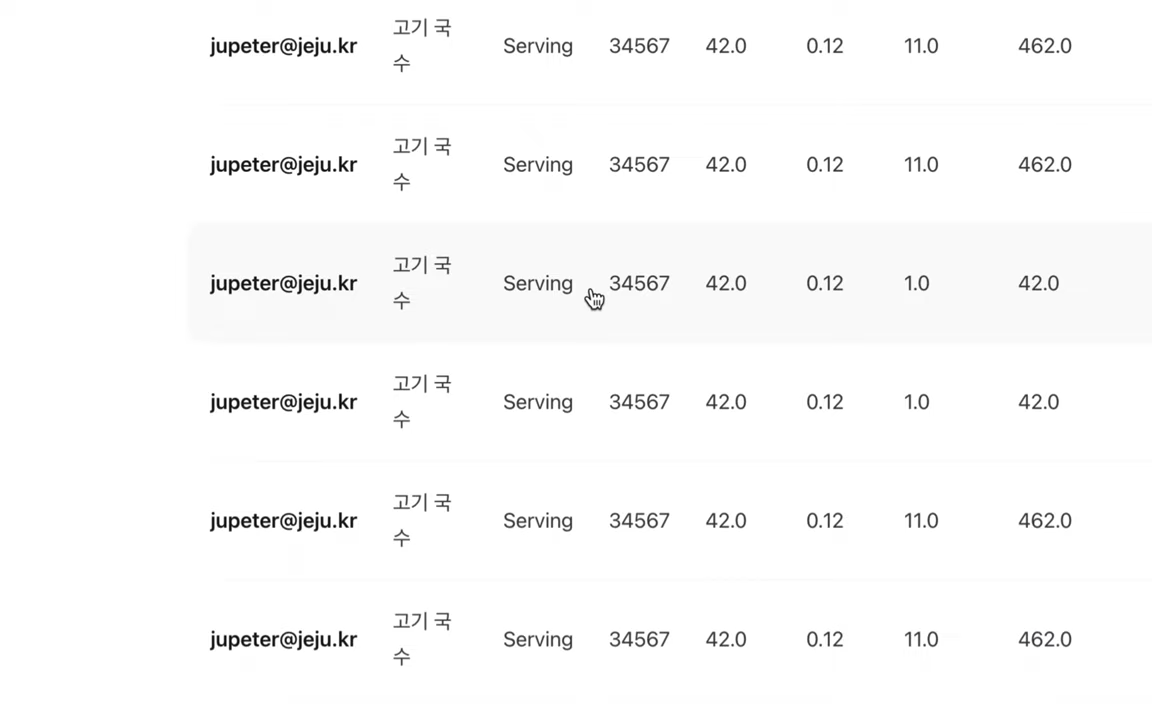 jupeter@jeju.kr 고기 국수 Serving 34567 42.0 0.12 11.0 462.0
jupeter@jeju.kr 고기 국수 Serving 34567 42.0 0.12 11.0 462.0
jupeter@jeju.kr 고기 국수 Serving 34567 42.0 0.12 1.0 42.0
jupeter@jeju.kr 고기 국수 Serving 34567 42.0 0.12 1.0 42.0
jupeter@jeju.kr 고기 국수 Serving 34567 42.0 0.12 11.0 462.0
jupeter@jeju.kr 고기 국수 Serving 34567 42.0 0.12 11.0 462.0